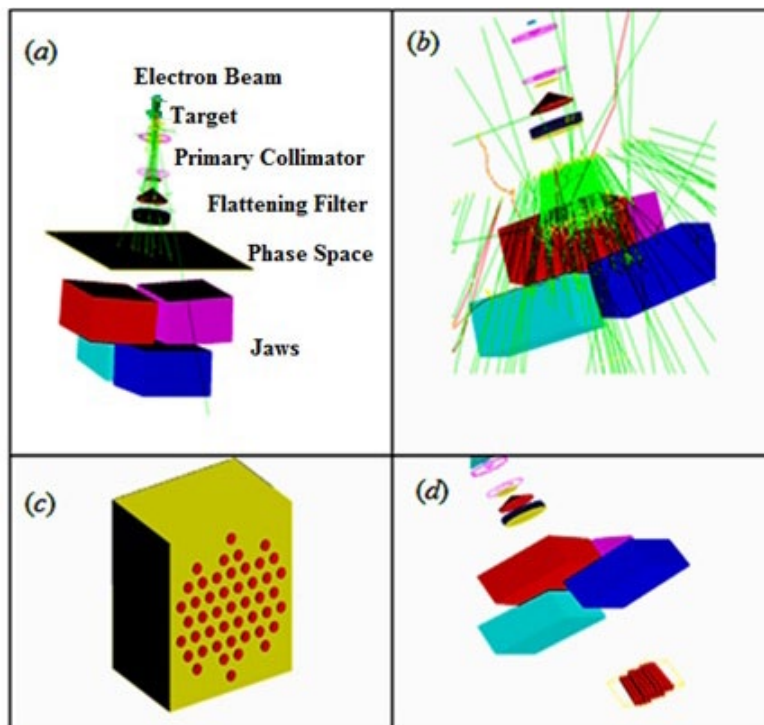 (a)
Electron Beam
Target
Primary Collimator
Flattening Filter
Phase Space
Jaws
(b)
(c)
(d)